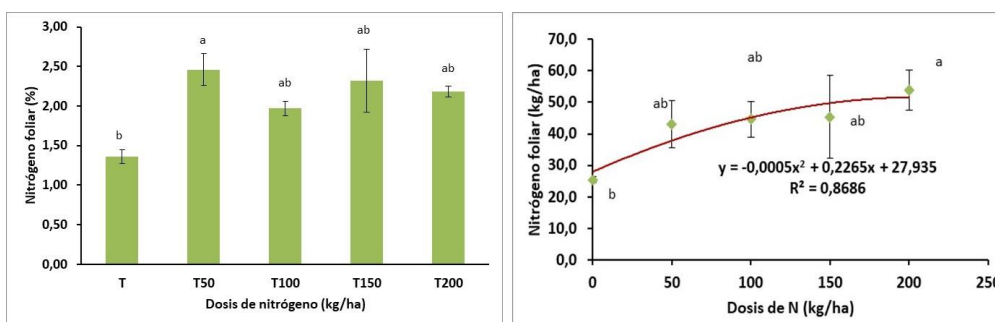 3,00
2,50
2,00
1,50
1,00
0,50
0,00
Nitrógeno foliar (%)
b
a
ab
ab
ab
T T50 T100 T150 T200
Dosis de nitrógeno (kg/ha)
70,0
60,0
50,0
40,0
30,0
20,0
10,0
0,0
Nitrógeno foliar (kg/ha)
b
ab
ab
ab
a
y = -0,0005x² + 0,2265x + 27,935
R² = 0,8686
0 50 100 150 200 250
Dosis de N (kg/ha)